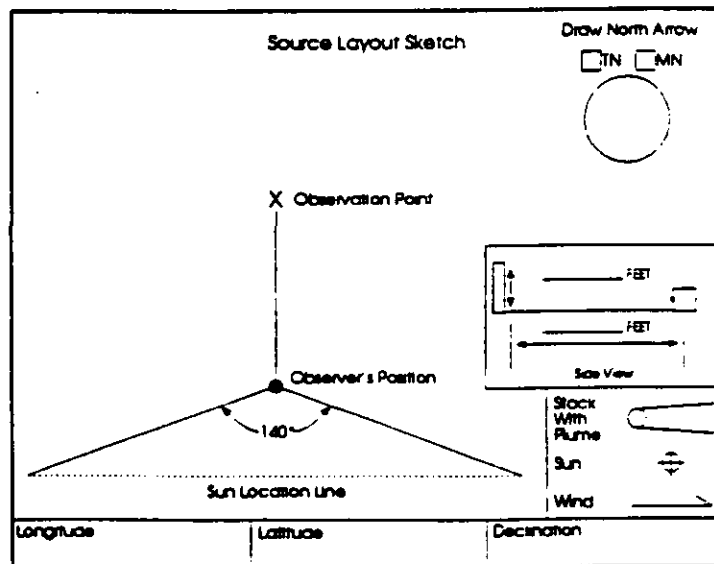 Source Layout Sketch
Draw North Arrow
TN MN
X Observation Point
FEET
FEET
Side View
Observer's Position
140°
Sun Location Line
Stack
With
Plume
Sun
Wind
Longitude Latitude Declination